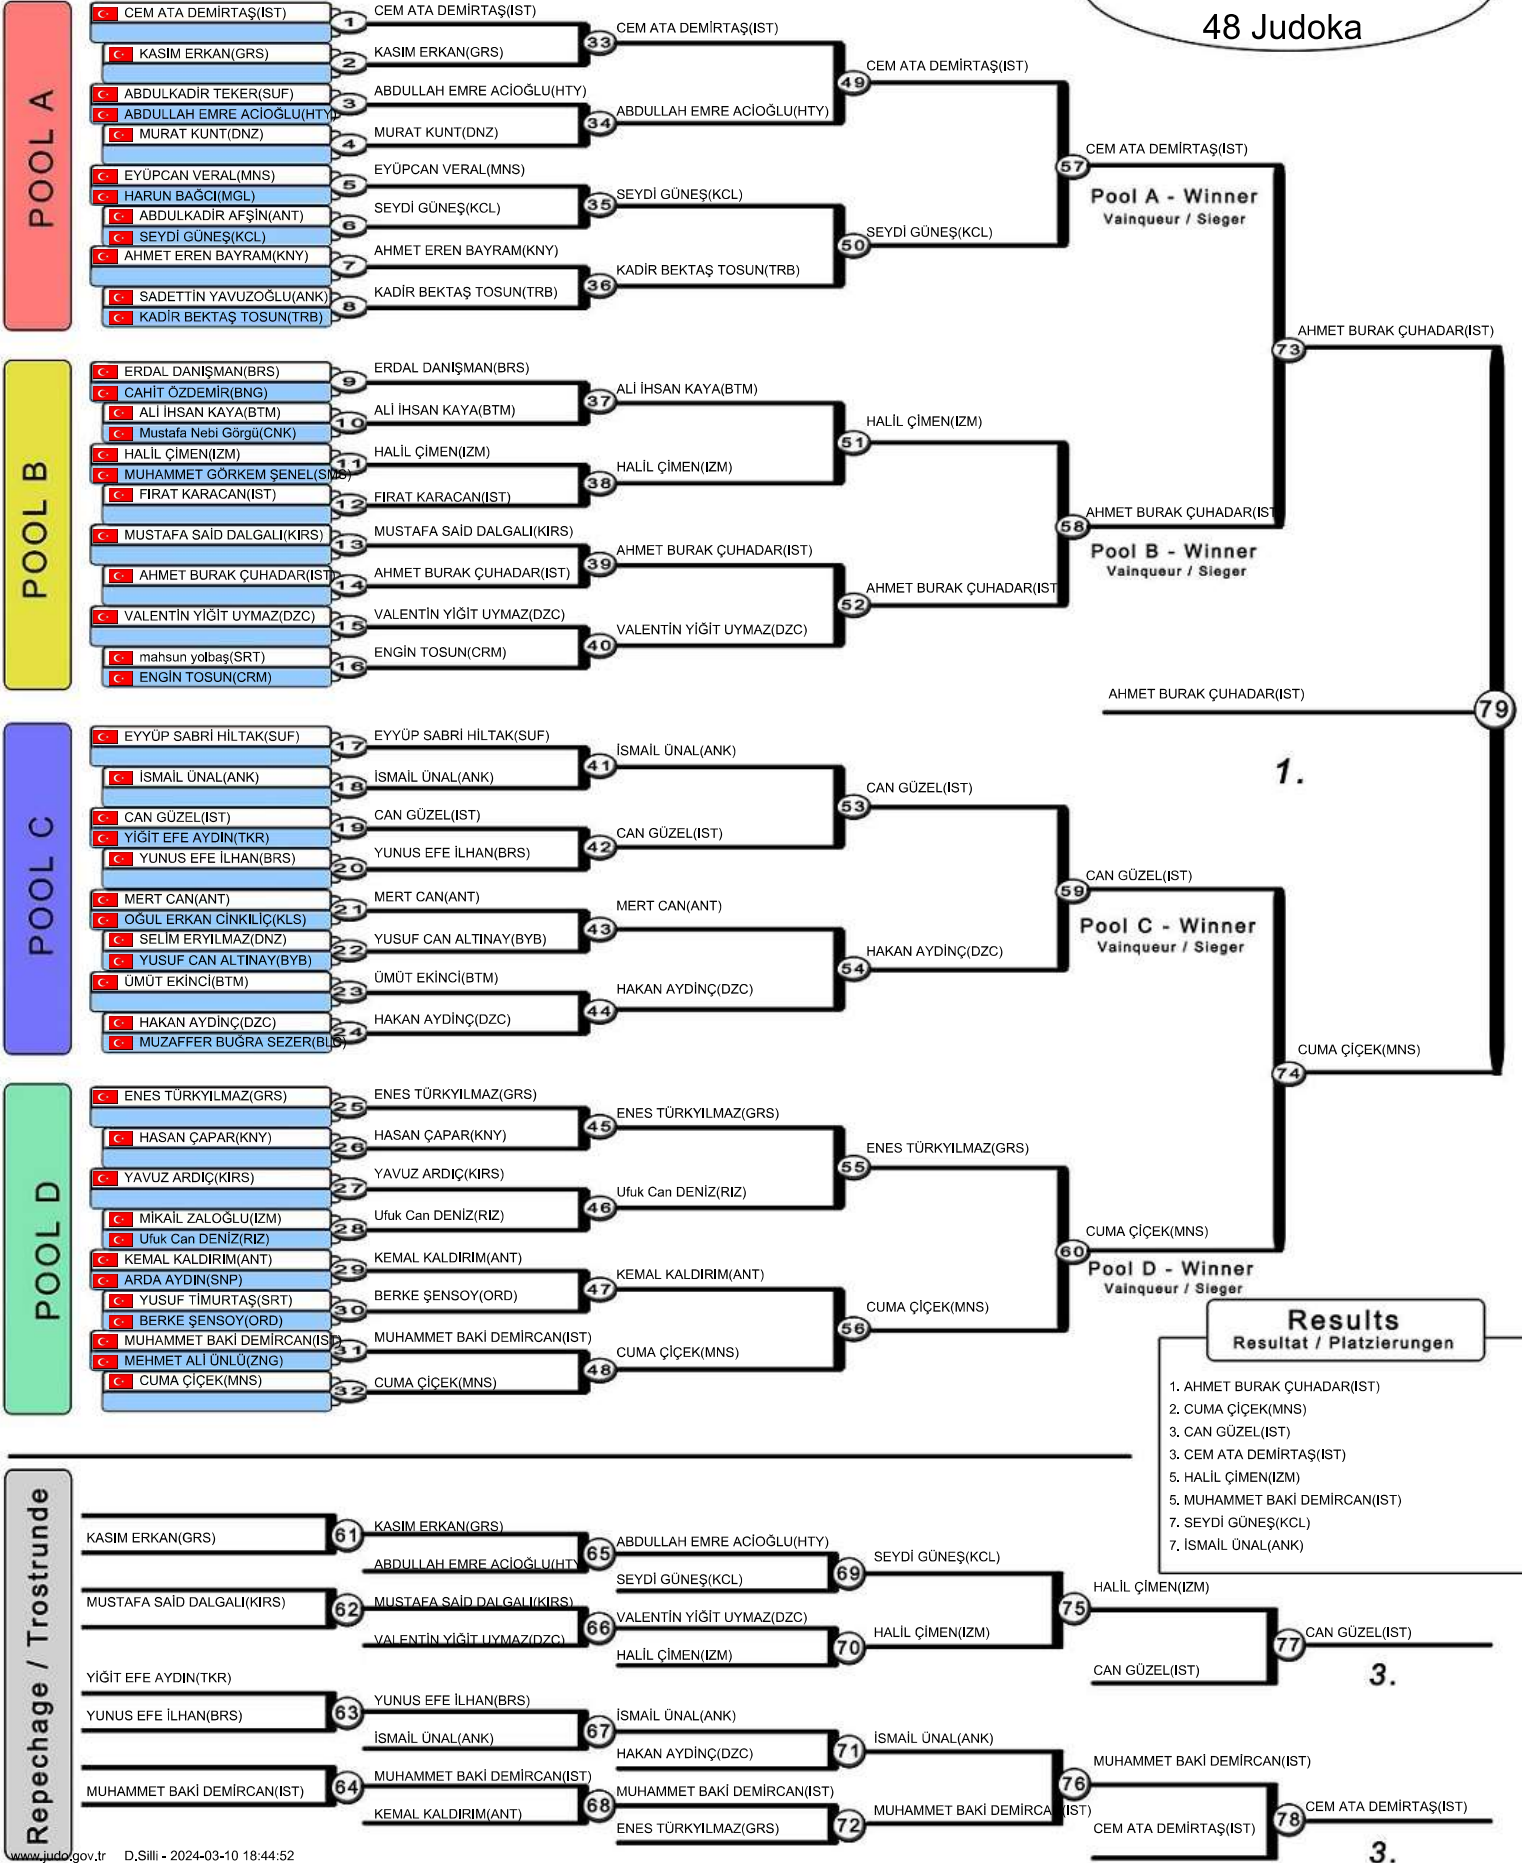 48 Judoka
POOL A
CEM ATA DEMİRTAŞ(IST)
KASIM ERKAN(GRS)
ABDULKADİR TEKER(SUF)
ABDULLAH EMRE ACİOĞLU(HTY)
MURAT KUNT(DNZ)
EYÜPCAN VERAL(MNS)
HARUN BAĞCI(MGL)
ABDULKADİR AFŞİN(ANT)
SEYDİ GÜNEŞ(KCL)
AHMET EREN BAYRAM(KNY)
SADETTİN YAVUZOĞLU(ANK)
KADİR BEKTAŞ TOSUN(TRB)
1 CEM ATA DEMİRTAŞ(IST)
2 KASIM ERKAN(GRS)
3 ABDULLAH EMRE ACİOĞLU(HTY)
4 MURAT KUNT(DNZ)
5 EYÜPCAN VERAL(MNS)
6 SEYDİ GÜNEŞ(KCL)
7 AHMET EREN BAYRAM(KNY)
8 KADİR BEKTAŞ TOSUN(TRB)
33 CEM ATA DEMİRTAŞ(IST)
34 ABDULLAH EMRE ACİOĞLU(HTY)
35 SEYDİ GÜNEŞ(KCL)
36 KADİR BEKTAŞ TOSUN(TRB)
49 CEM ATA DEMİRTAŞ(IST)
50 SEYDİ GÜNEŞ(KCL)
57 CEM ATA DEMİRTAŞ(IST)
Pool A - Winner
Vainqueur / Sieger
POOL B
ERDAL DANIŞMAN(BRS)
CAHİT ÖZDEMİR(BNG)
ALİ İHSAN KAYA(BTM)
Mustafa Nebi Görgü(CNK)
HALİL ÇİMEN(IZM)
MUHAMMET GÖRKEM ŞENEL(SMS)
FIRAT KARACAN(IST)
MUSTAFA SAİD DALGALI(KIRS)
AHMET BURAK ÇUHADAR(IST)
VALENTİN YİĞİT UYMAZ(DZC)
mahsun yolbaş(SRT)
ENGİN TOSUN(CRM)
9 ERDAL DANIŞMAN(BRS)
10 ALİ İHSAN KAYA(BTM)
11 HALİL ÇİMEN(IZM)
12 FIRAT KARACAN(IST)
13 MUSTAFA SAİD DALGALI(KIRS)
14 AHMET BURAK ÇUHADAR(IST)
15 VALENTİN YİĞİT UYMAZ(DZC)
16 ENGİN TOSUN(CRM)
37 ALİ İHSAN KAYA(BTM)
38 HALİL ÇİMEN(IZM)
39 AHMET BURAK ÇUHADAR(IST)
40 VALENTİN YİĞİT UYMAZ(DZC)
51 HALİL ÇİMEN(IZM)
52 AHMET BURAK ÇUHADAR(IST
58 AHMET BURAK ÇUHADAR(IST
Pool B - Winner
Vainqueur / Sieger
73 AHMET BURAK ÇUHADAR(IST)
AHMET BURAK ÇUHADAR(IST)
79
1.
POOL C
EYYÜP SABRİ HİLTAK(SUF)
İSMAİL ÜNAL(ANK)
CAN GÜZEL(IST)
YİĞİT EFE AYDIN(TKR)
YUNUS EFE İLHAN(BRS)
MERT CAN(ANT)
OĞUL ERKAN CİNKILIÇ(KLS)
SELİM ERYILMAZ(DNZ)
YUSUF CAN ALTINAY(BYB)
ÜMÜT EKİNCİ(BTM)
HAKAN AYDİNÇ(DZC)
MUZAFFER BUĞRA SEZER(BLC)
17 EYYÜP SABRİ HİLTAK(SUF)
18 İSMAİL ÜNAL(ANK)
19 CAN GÜZEL(IST)
20 YUNUS EFE İLHAN(BRS)
21 MERT CAN(ANT)
22 YUSUF CAN ALTINAY(BYB)
23 ÜMÜT EKİNCİ(BTM)
24 HAKAN AYDİNÇ(DZC)
41 İSMAİL ÜNAL(ANK)
42 CAN GÜZEL(IST)
43 MERT CAN(ANT)
44 HAKAN AYDİNÇ(DZC)
53 CAN GÜZEL(IST)
54 HAKAN AYDİNÇ(DZC)
59 CAN GÜZEL(IST)
Pool C - Winner
Vainqueur / Sieger
74 CUMA ÇİÇEK(MNS)
POOL D
ENES TÜRKYILMAZ(GRS)
HASAN ÇAPAR(KNY)
YAVUZ ARDIÇ(KIRS)
MİKAİL ZALOĞLU(IZM)
Ufuk Can DENİZ(RIZ)
KEMAL KALDIRIM(ANT)
ARDA AYDIN(SNP)
YUSUF TİMURTAŞ(SRT)
BERKE ŞENSOY(ORD)
MUHAMMET BAKİ DEMİRCAN(IST)
MEHMET ALİ ÜNLÜ(ZNG)
CUMA ÇİÇEK(MNS)
25 ENES TÜRKYILMAZ(GRS)
26 HASAN ÇAPAR(KNY)
27 YAVUZ ARDIÇ(KIRS)
28 Ufuk Can DENİZ(RIZ)
29 KEMAL KALDIRIM(ANT)
30 BERKE ŞENSOY(ORD)
31 MUHAMMET BAKİ DEMİRCAN(IST)
32 CUMA ÇİÇEK(MNS)
45 ENES TÜRKYILMAZ(GRS)
46 Ufuk Can DENİZ(RIZ)
47 KEMAL KALDIRIM(ANT)
48 CUMA ÇİÇEK(MNS)
55 ENES TÜRKYILMAZ(GRS)
56 CUMA ÇİÇEK(MNS)
60 CUMA ÇİÇEK(MNS)
Pool D - Winner
Vainqueur / Sieger
Results
Resultat / Platzierungen
1. AHMET BURAK ÇUHADAR(IST)
2. CUMA ÇİÇEK(MNS)
3. CAN GÜZEL(IST)
3. CEM ATA DEMİRTAŞ(IST)
5. HALİL ÇİMEN(IZM)
5. MUHAMMET BAKİ DEMİRCAN(IST)
7. SEYDİ GÜNEŞ(KCL)
7. İSMAİL ÜNAL(ANK)
Repechage / Trostrunde
KASIM ERKAN(GRS)
MUSTAFA SAİD DALGALI(KIRS)
YİĞİT EFE AYDIN(TKR)
YUNUS EFE İLHAN(BRS)
MUHAMMET BAKİ DEMİRCAN(IST)
61 KASIM ERKAN(GRS)
ABDULLAH EMRE ACİOĞLU(HTY
62 MUSTAFA SAİD DALGALI(KIRS)
VALENTİN YİĞİT UYMAZ(DZC)
63 YUNUS EFE İLHAN(BRS)
İSMAİL ÜNAL(ANK)
64 MUHAMMET BAKİ DEMİRCAN(IST)
KEMAL KALDIRIM(ANT)
65 ABDULLAH EMRE ACİOĞLU(HTY)
SEYDİ GÜNEŞ(KCL)
66 VALENTİN YİĞİT UYMAZ(DZC)
HALİL ÇİMEN(IZM)
67 İSMAİL ÜNAL(ANK)
HAKAN AYDİNÇ(DZC)
68 MUHAMMET BAKİ DEMİRCAN(IST)
ENES TÜRKYILMAZ(GRS)
69 SEYDİ GÜNEŞ(KCL)
70 HALİL ÇİMEN(IZM)
71 İSMAİL ÜNAL(ANK)
72 MUHAMMET BAKİ DEMİRCAN(IST)
75 HALİL ÇİMEN(IZM)
CAN GÜZEL(IST)
76 MUHAMMET BAKİ DEMİRCAN(IST)
CEM ATA DEMİRTAŞ(IST)
77 CAN GÜZEL(IST)
3.
78 CEM ATA DEMİRTAŞ(IST)
3.
www.judo.gov.tr D.Silli - 2024-03-10 18:44:52